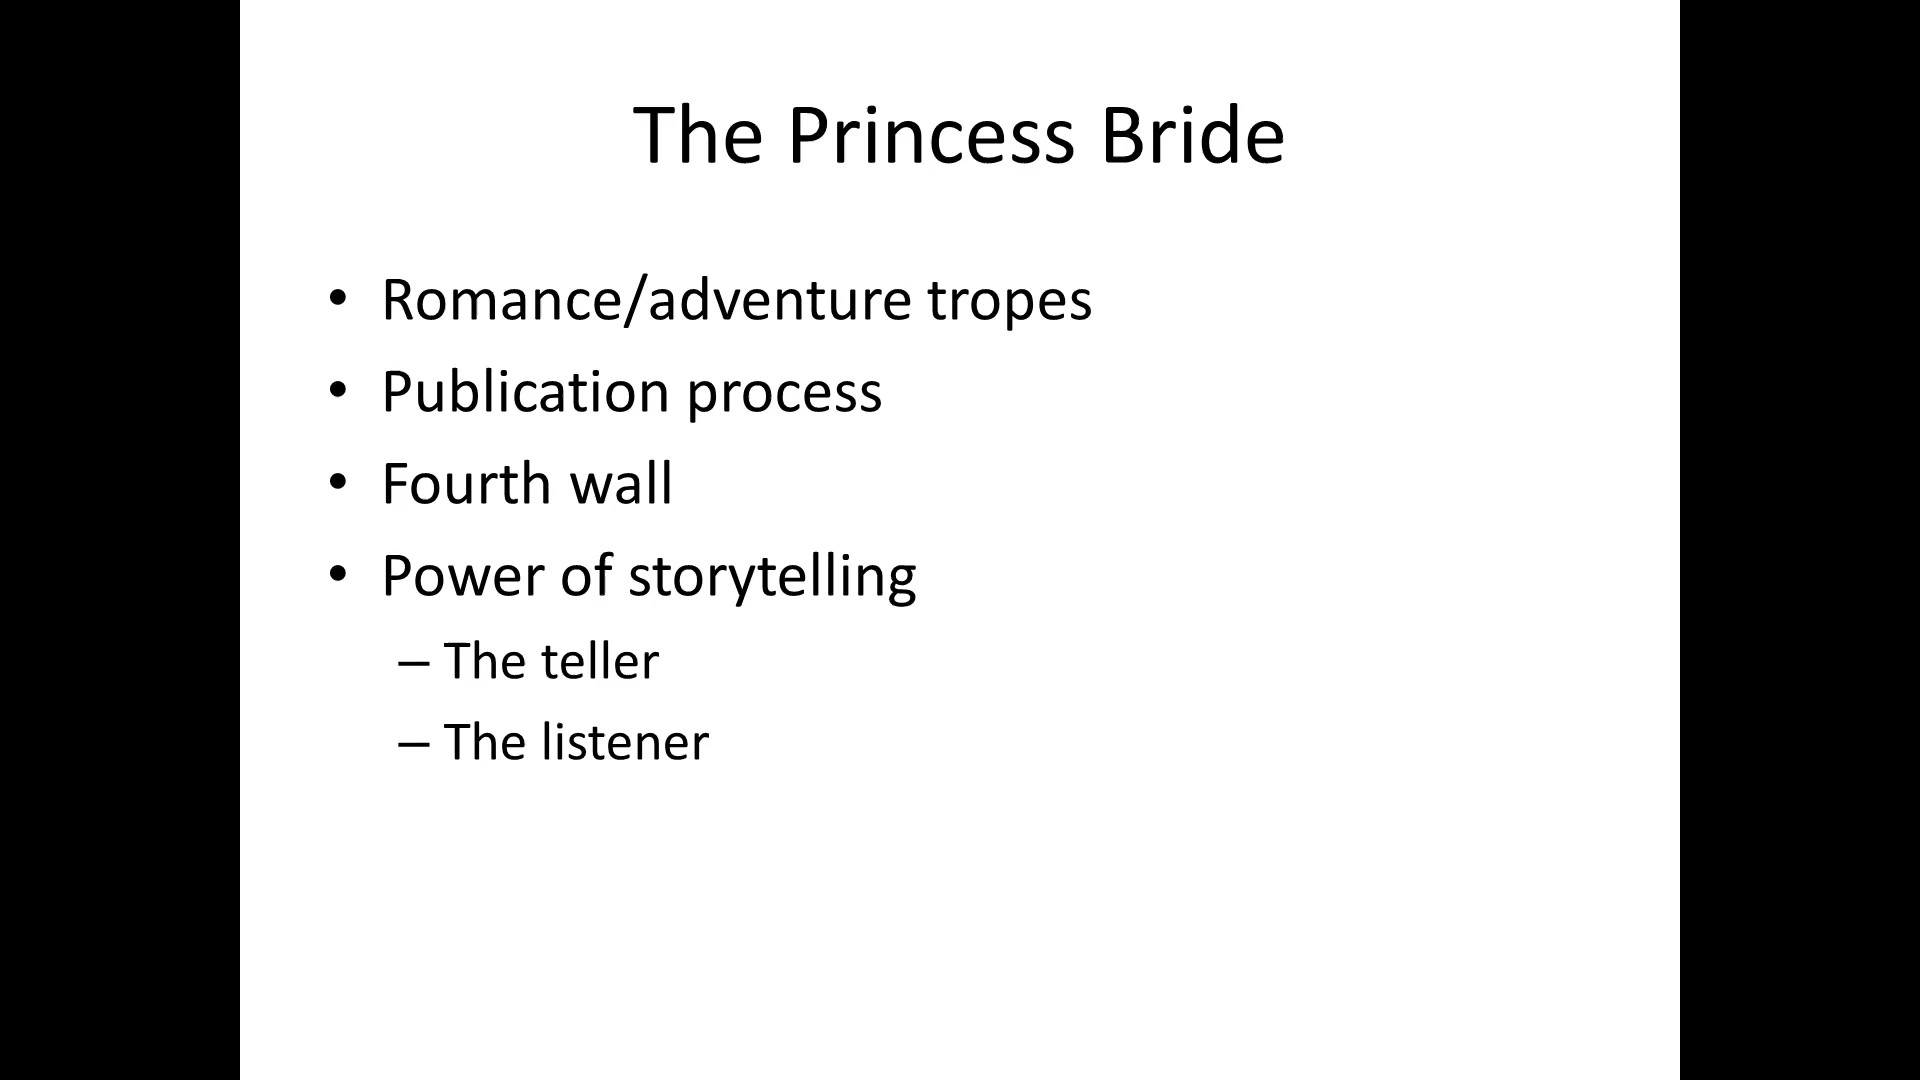 The Princess Bride
• Romance/adventure tropes
• Publication process
• Fourth wall
• Power of storytelling
– The teller
– The listener